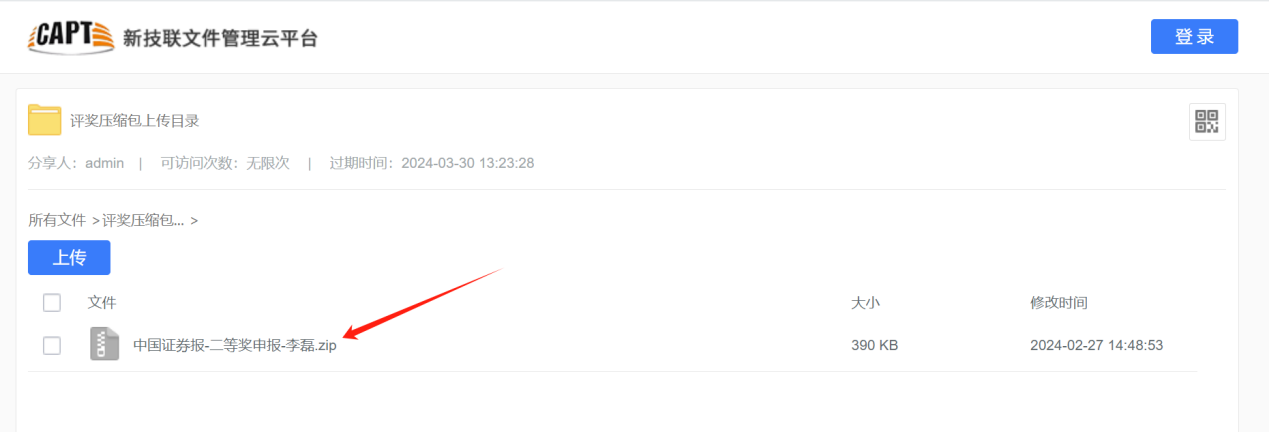 CAPT 新技联文件管理云平台 登录
评奖压缩包上传目录
分享人：admin | 可访问次数：无限次 | 过期时间：2024-03-30 13:23:28
所有文件 >评奖压缩包... >
上传
文件 大小 修改时间
中国证券报-二等奖申报-李磊.zip 390 KB 2024-02-27 14:48:53